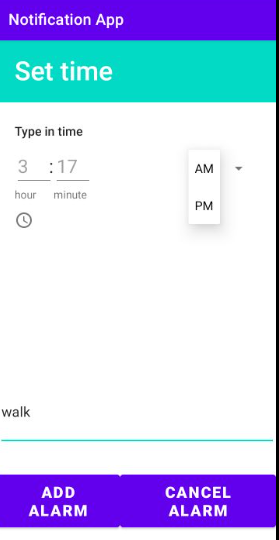 Notification App
Set time
Type in time
3 : 17
AM
hour minute
PM
walk
ADD
ALARM
CANCEL
ALARM